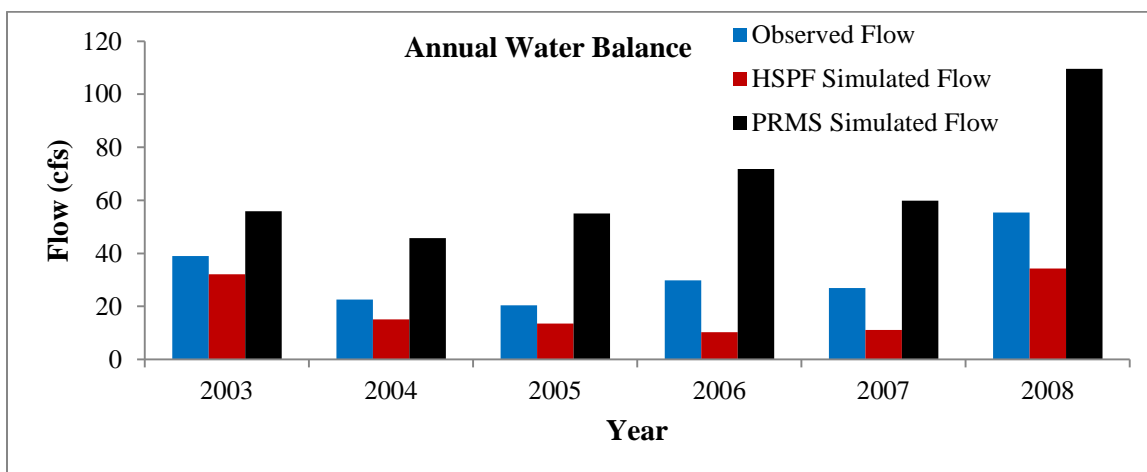 Annual Water Balance
Observed Flow
HSPF Simulated Flow
PRMS Simulated Flow
Flow (cfs)
120
100
80
60
40
20
0
2003 2004 2005 2006 2007 2008
Year